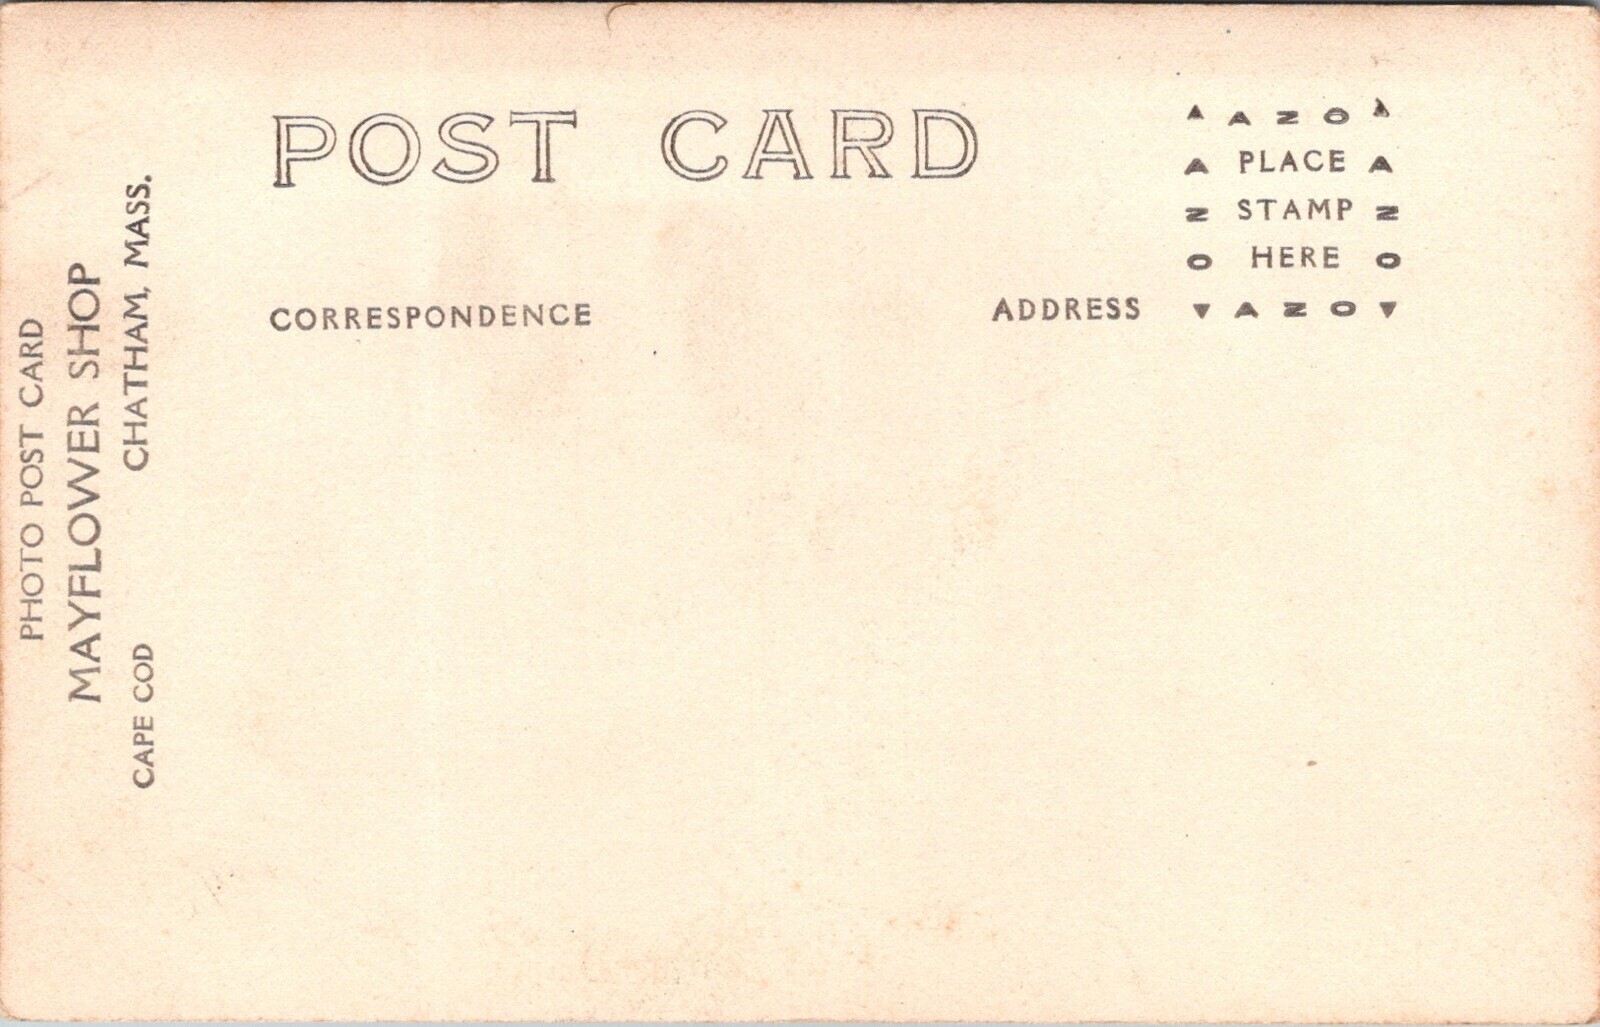 PHOTO POST CARD
MAYFLOWER SHOP
CAPE COD CHATHAM, MASS.
POST CARD
CORRESPONDENCE
ADDRESS
AZO
A PLACE A
Z STAMP Z
O HERE O
AZO